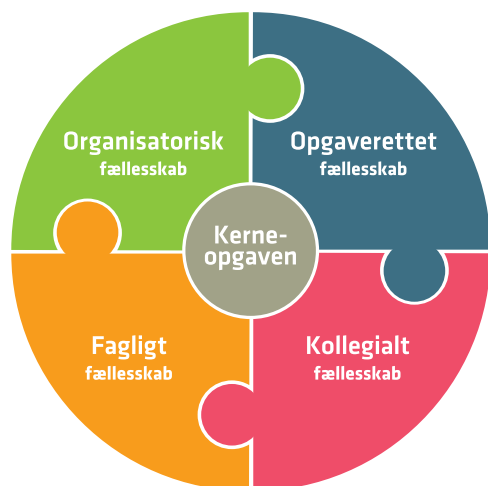 Organisatorisk
fællesskab
Opgaverettet
fællesskab
Kerne-
opgaven
Fagligt
fællesskab
Kollegialt
fællesskab